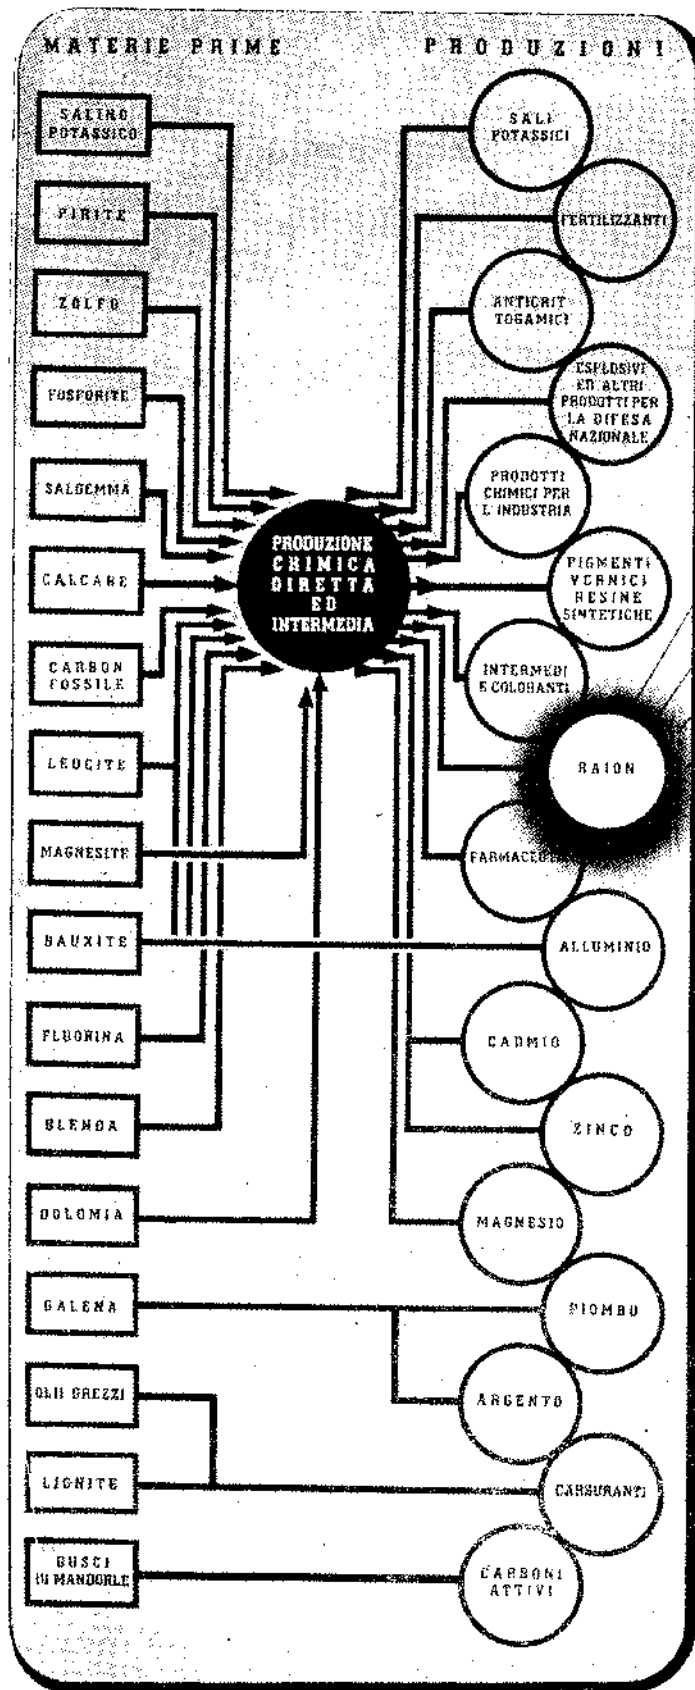 MATERIE PRIME
SALINO
POTASSICO
PIRITE
ZOLFO
FOSFORITE
SALGEMMA
CALCARE
CARBON
FOSSILE
LEUCITE
MAGNESITE
BAUXITE
FLUORINA
BLENDA
DOLOMIA
GALENA
OLII GREZZI
LIGNITE
GUSCI
DI MANDORLE
PRODUZIONE
CHIMICA
DIRETTA
ED
INTERMEDIA
PRODUZIONI
SALI
POTASSICI
FERTILIZZANTI
ANTICRIT
TOGAMICI
ESPLOSIVI
ED ALTRI
PRODOTTI PER
LA DIFESA
NAZIONALE
PRODOTTI
CHIMICI PER
L'INDUSTRIA
PIGMENTI
VERNICI
RESINE
SINTETICHE
INTERMEDI
E COLORANTI
RAION
ALLUMINIO
CADMIO
ZINCO
MAGNESIO
PIOMBO
ARGENTO
CARBURANTI
CARBONI
ATTIVI